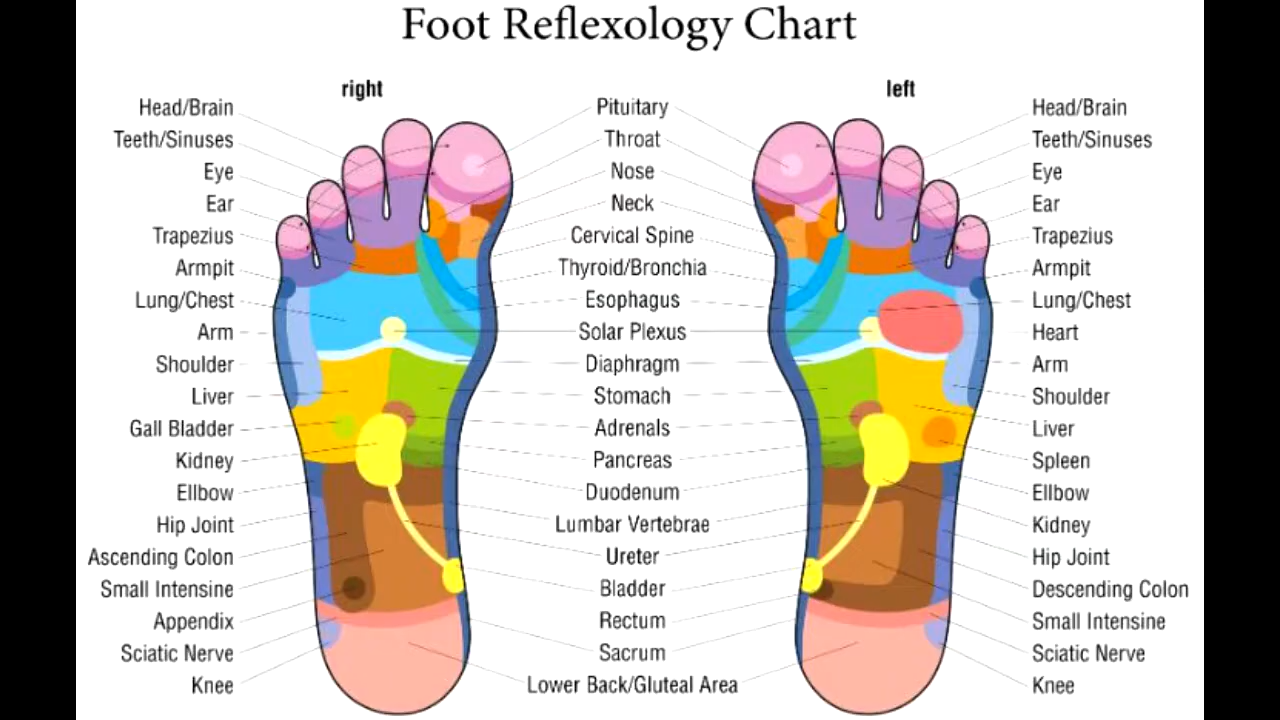 Foot Reflexology Chart
right
left
Head/Brain
Teeth/Sinuses
Eye
Ear
Trapezius
Armpit
Lung/Chest
Arm
Shoulder
Liver
Gall Bladder
Kidney
Ellbow
Hip Joint
Ascending Colon
Small Intensine
Appendix
Sciatic Nerve
Knee
Pituitary
Throat
Nose
Neck
Cervical Spine
Thyroid/Bronchia
Esophagus
Solar Plexus
Diaphragm
Stomach
Adrenals
Pancreas
Duodenum
Lumbar Vertebrae
Ureter
Bladder
Rectum
Sacrum
Lower Back/Gluteal Area
Head/Brain
Teeth/Sinuses
Eye
Ear
Trapezius
Armpit
Lung/Chest
Heart
Arm
Shoulder
Liver
Spleen
Ellbow
Kidney
Hip Joint
Descending Colon
Small Intensine
Sciatic Nerve
Knee